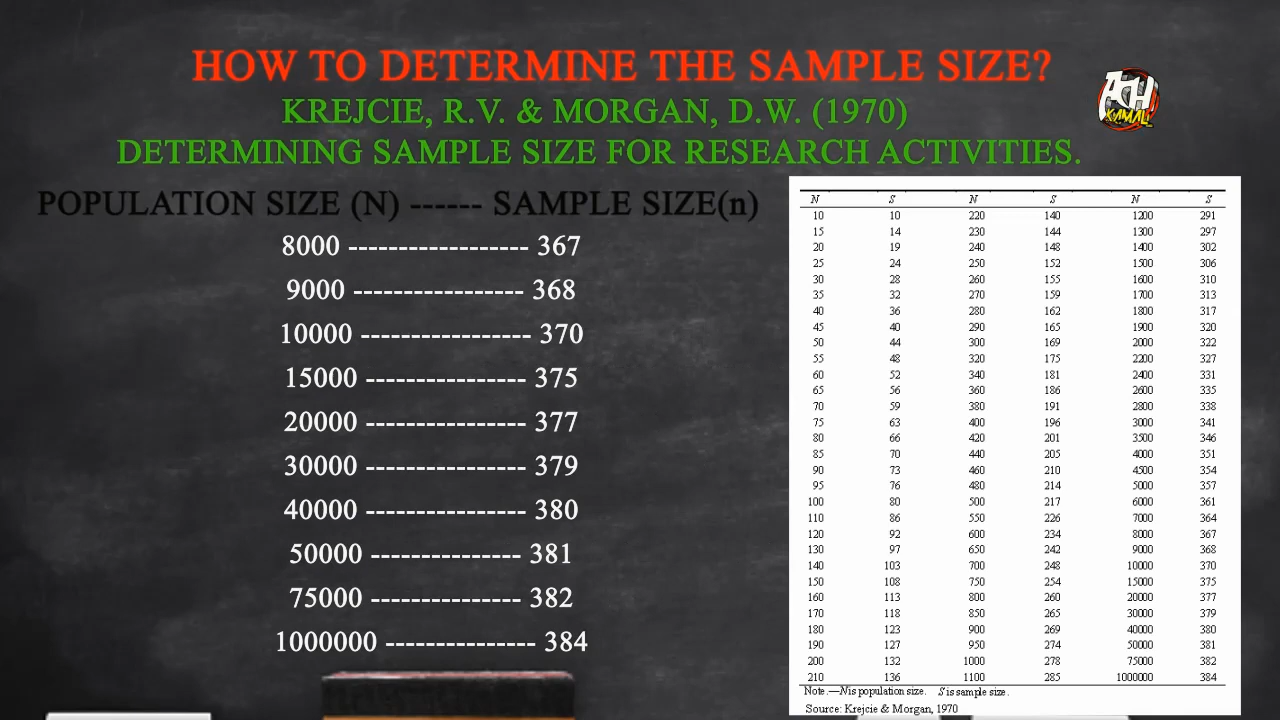 HOW TO DETERMINE THE SAMPLE SIZE?
KREJCIE, R.V. & MORGAN, D.W. (1970)
DETERMINING SAMPLE SIZE FOR RESEARCH ACTIVITIES.
ACH
KAMALL
POPULATION SIZE (N) ------ SAMPLE SIZE(n)
8000 ------------------ 367
9000 ----------------- 368
10000 ----------------- 370
15000 ---------------- 375
20000 ---------------- 377
30000 ---------------- 379
40000 ---------------- 380
50000 --------------- 381
75000 --------------- 382
1000000 --------------- 384
N S N S N S
10 10 220 140 1200 291
15 14 230 144 1300 297
20 19 240 148 1400 302
25 24 250 152 1500 306
30 28 260 155 1600 310
35 32 270 159 1700 313
40 36 280 162 1800 317
45 40 290 165 1900 320
50 44 300 169 2000 322
55 48 320 175 2200 327
60 52 340 181 2400 331
65 56 360 186 2600 335
70 59 380 191 2800 338
75 63 400 196 3000 341
80 66 420 201 3500 346
85 70 440 205 4000 351
90 73 460 210 4500 354
95 76 480 214 5000 357
100 80 500 217 6000 361
110 86 550 226 7000 364
120 92 600 234 8000 367
130 97 650 242 9000 368
140 103 700 248 10000 370
150 108 750 254 15000 375
160 113 800 260 20000 377
170 118 850 265 30000 379
180 123 900 269 40000 380
190 127 950 274 50000 381
200 132 1000 278 75000 382
210 136 1100 285 1000000 384
Note.—N is population size. S is sample size.
Source: Krejcie & Morgan, 1970